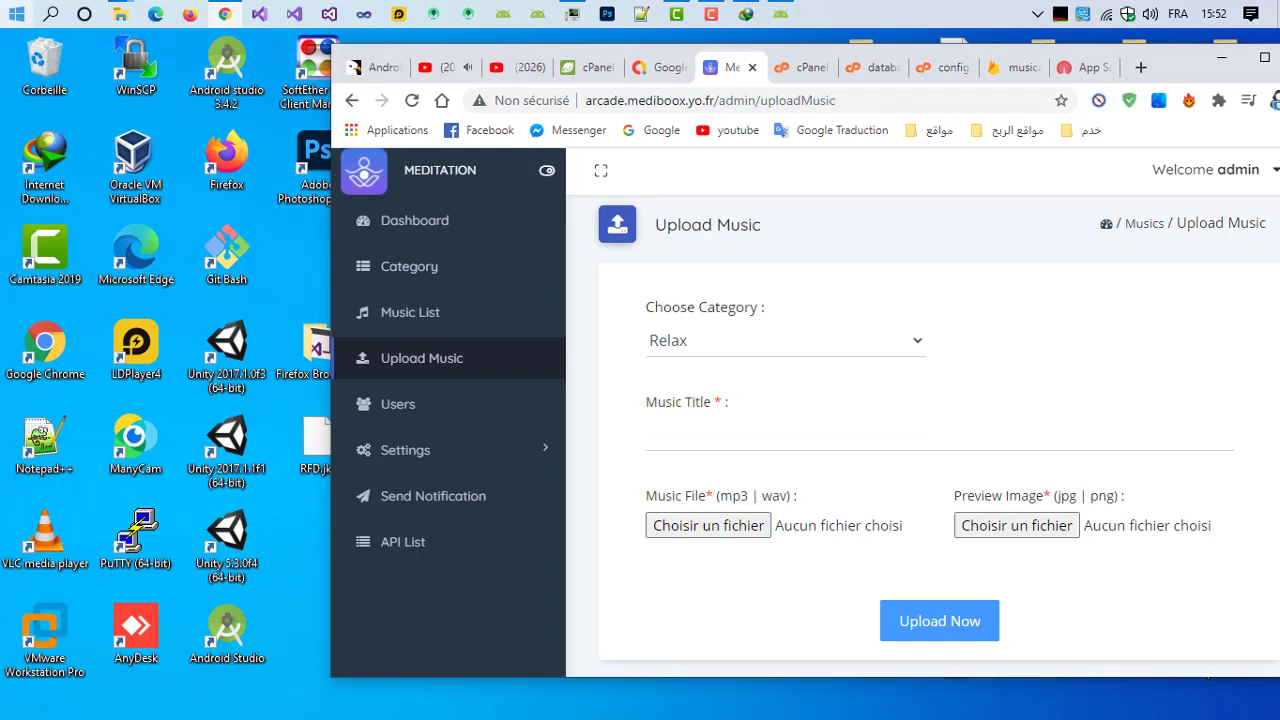 FR 15:52
Corbeille
WinSCP
Android studio
3.4.2
SoftEther
Client Man
Internet
Downlo...
Oracle VM
VirtualBox
Firefox
Adobe
Photoshop
Camtasia 2019
Microsoft Edge
Git Bash
Google Chrome
LDPlayer4
Unity 2017.1.0f3
(64-bit)
Firefox Bro
Notepad++
ManyCam
Unity 2017.1.1f1
(64-bit)
RFD.jk
VLC media player
PuTTY (64-bit)
Unity 5.3.0f4
(64-bit)
VMware
Workstation Pro
AnyDesk
Android Studio
Androi
(20
(2026)
cPanel
Google
Me
cPanel
datab
config
musica
App S
Non sécurisé arcade.mediboox.yo.fr/admin/uploadMusic
Applications Facebook Messenger Google youtube Google Traduction مواقع مواقع الربح خدم
MEDITATION
Welcome admin
Dashboard
Category
Music List
Upload Music
Users
Settings
Send Notification
API List
Upload Music
/ Musics / Upload Music
Choose Category :
Relax
Music Title * :
Music File* (mp3 | wav) :
Choisir un fichier Aucun fichier choisi
Preview Image* (jpg | png) :
Choisir un fichier Aucun fichier choisi
Upload Now